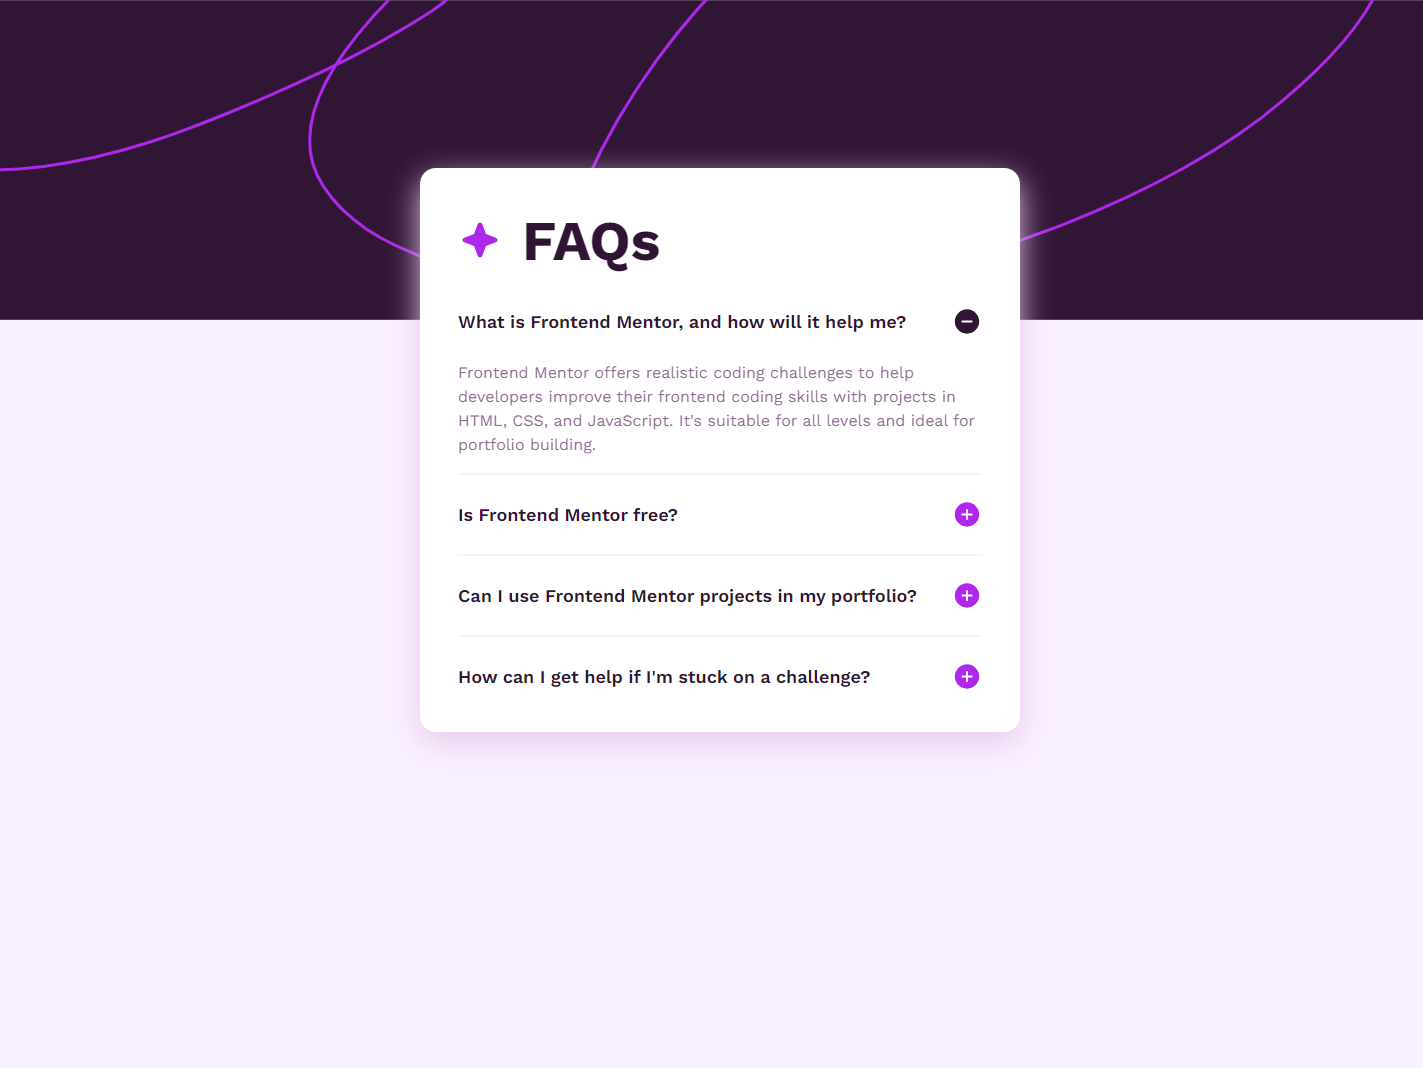 FAQs
What is Frontend Mentor, and how will it help me?
Frontend Mentor offers realistic coding challenges to help
developers improve their frontend coding skills with projects in
HTML, CSS, and JavaScript. It's suitable for all levels and ideal for
portfolio building.
Is Frontend Mentor free?
Can I use Frontend Mentor projects in my portfolio?
How can I get help if I'm stuck on a challenge?